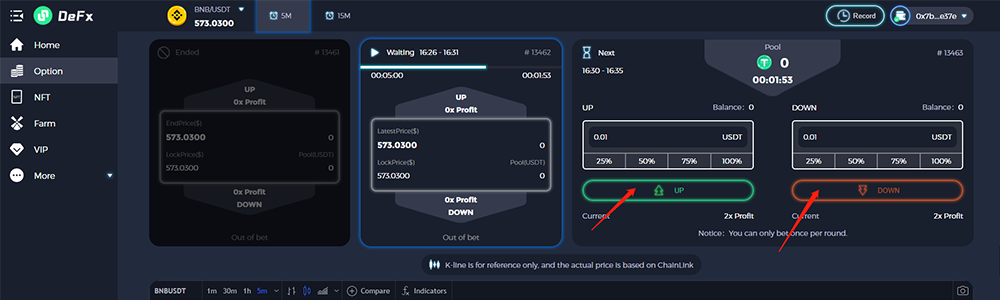 DeFx
BNB/USDT
573.0300
5M
15M
Record
0x7b...e37e
Home
Option
NFT
Farm
VIP
More
Ended
# 13461
UP
0x Profit
EndPrice($)
573.0300
0
LockPrice($)
Pool(USDT)
573.0300
0
0x Profit
DOWN
Out of bet
Waiting 16:26 - 16:31
# 13462
00:05:00
00:01:53
UP
0x Profit
LatestPrice($)
573.0300
0
LockPrice($)
Pool(USDT)
573.0300
0
0x Profit
DOWN
Out of bet
Next
# 13463
16:30 - 16:35
Pool
0
00:01:53
UP
Balance: 0
0.01
USDT
25%
50%
75%
100%
UP
Current
2x Profit
DOWN
Balance: 0
0.01
USDT
25%
50%
75%
100%
DOWN
Current
2x Profit
Notice: You can only bet once per round.
K-line is for reference only, and the actual price is based on ChainLink
BNBUSDT
1m
30m
1h
5m
Compare
Indicators